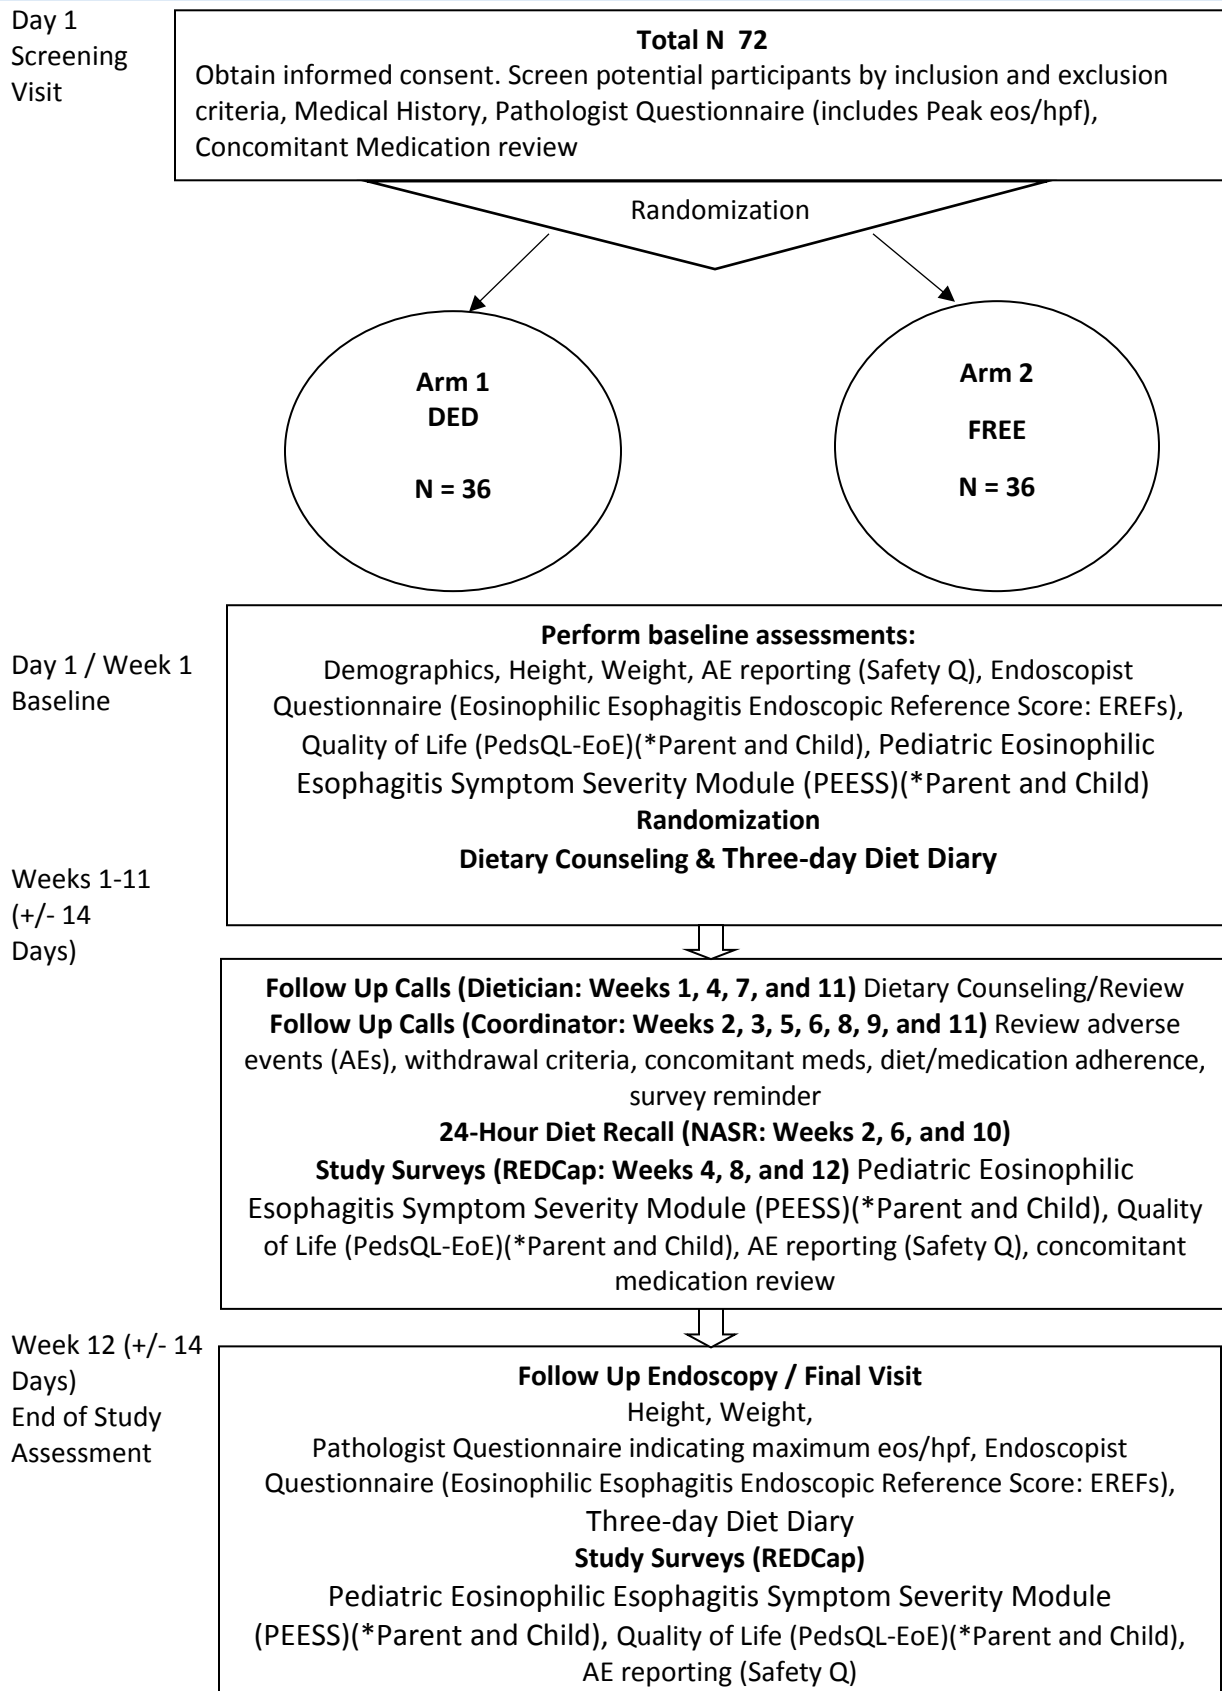 Day 1
Screening
Visit
Total N 72
Obtain informed consent. Screen potential participants by inclusion and exclusion
criteria, Medical History, Pathologist Questionnaire (includes Peak eos/hpf),
Concomitant Medication review
Randomization
Arm 1
DED
N = 36
Arm 2
FREE
N = 36
Day 1 / Week 1
Baseline
Perform baseline assessments:
Demographics, Height, Weight, AE reporting (Safety Q), Endoscopist
Questionnaire (Eosinophilic Esophagitis Endoscopic Reference Score: EREFs),
Quality of Life (PedsQL-EoE)(*Parent and Child), Pediatric Eosinophilic
Esophagitis Symptom Severity Module (PEESS)(*Parent and Child)
Randomization
Dietary Counseling & Three-day Diet Diary
Weeks 1-11
(+/- 14
Days)
Follow Up Calls (Dietician: Weeks 1, 4, 7, and 11) Dietary Counseling/Review
Follow Up Calls (Coordinator: Weeks 2, 3, 5, 6, 8, 9, and 11) Review adverse
events (AEs), withdrawal criteria, concomitant meds, diet/medication adherence,
survey reminder
24-Hour Diet Recall (NASR: Weeks 2, 6, and 10)
Study Surveys (REDCap: Weeks 4, 8, and 12) Pediatric Eosinophilic
Esophagitis Symptom Severity Module (PEESS)(*Parent and Child), Quality
of Life (PedsQL-EoE)(*Parent and Child), AE reporting (Safety Q), concomitant
medication review
Week 12 (+/- 14
Days)
End of Study
Assessment
Follow Up Endoscopy / Final Visit
Height, Weight,
Pathologist Questionnaire indicating maximum eos/hpf, Endoscopist
Questionnaire (Eosinophilic Esophagitis Endoscopic Reference Score: EREFs),
Three-day Diet Diary
Study Surveys (REDCap)
Pediatric Eosinophilic Esophagitis Symptom Severity Module
(PEESS)(*Parent and Child), Quality of Life (PedsQL-EoE)(*Parent and Child),
AE reporting (Safety Q)